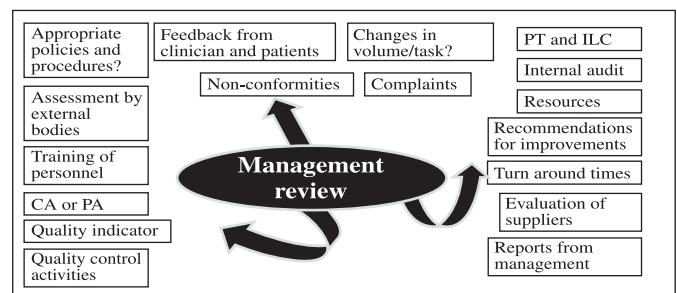 Appropriate
policies and
procedures?
Feedback from
clinician and patients
Changes in
volume/task?
PT and ILC
Non-conformities
Complaints
Internal audit
Resources
Assessment by
external
bodies
Recommendations
for improvements
Training of
personnel
Management
review
Turn around times
CA or PA
Evaluation of
suppliers
Quality indicator
Reports from
management
Quality control
activities